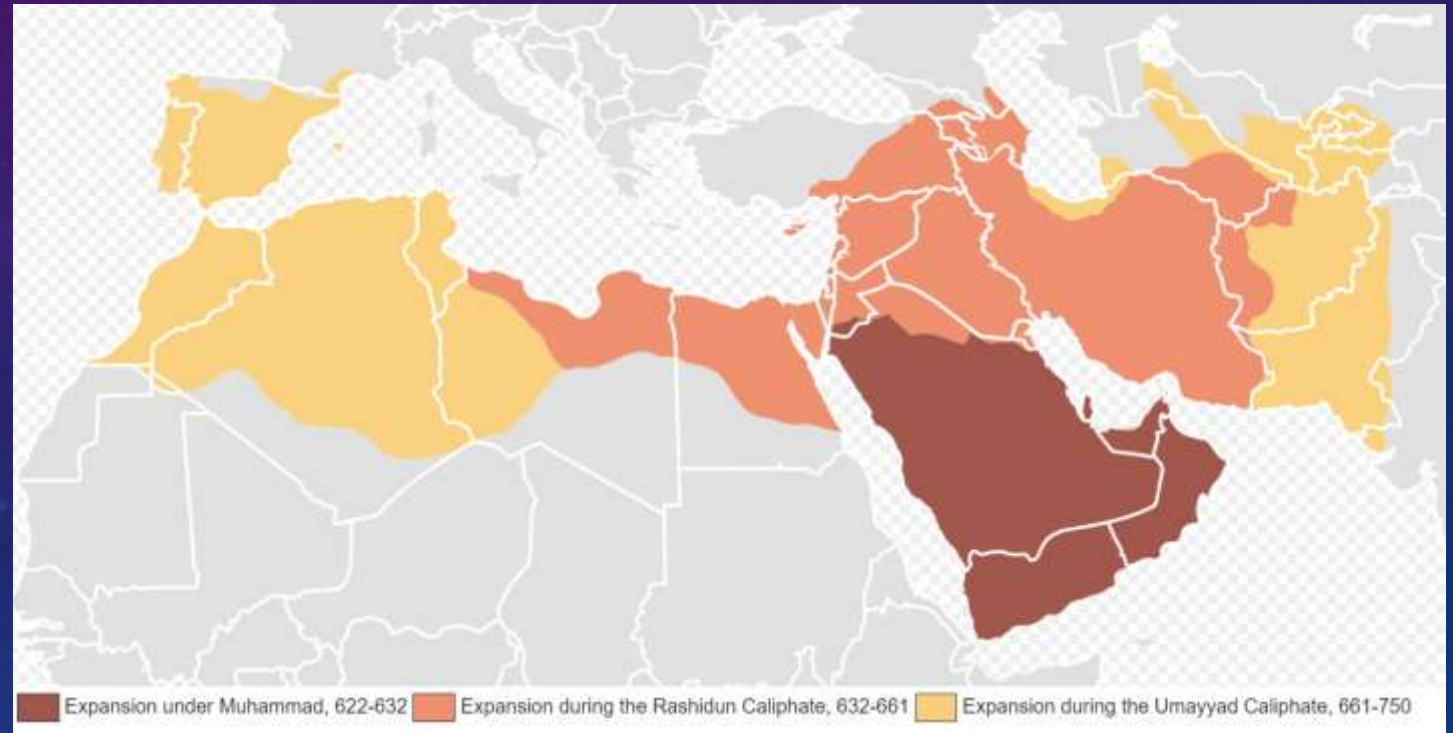 Expansion under Muhammad, 622-632 Expansion during the Rashidun Caliphate, 632-661 Expansion during the Umayyad Caliphate, 661-750